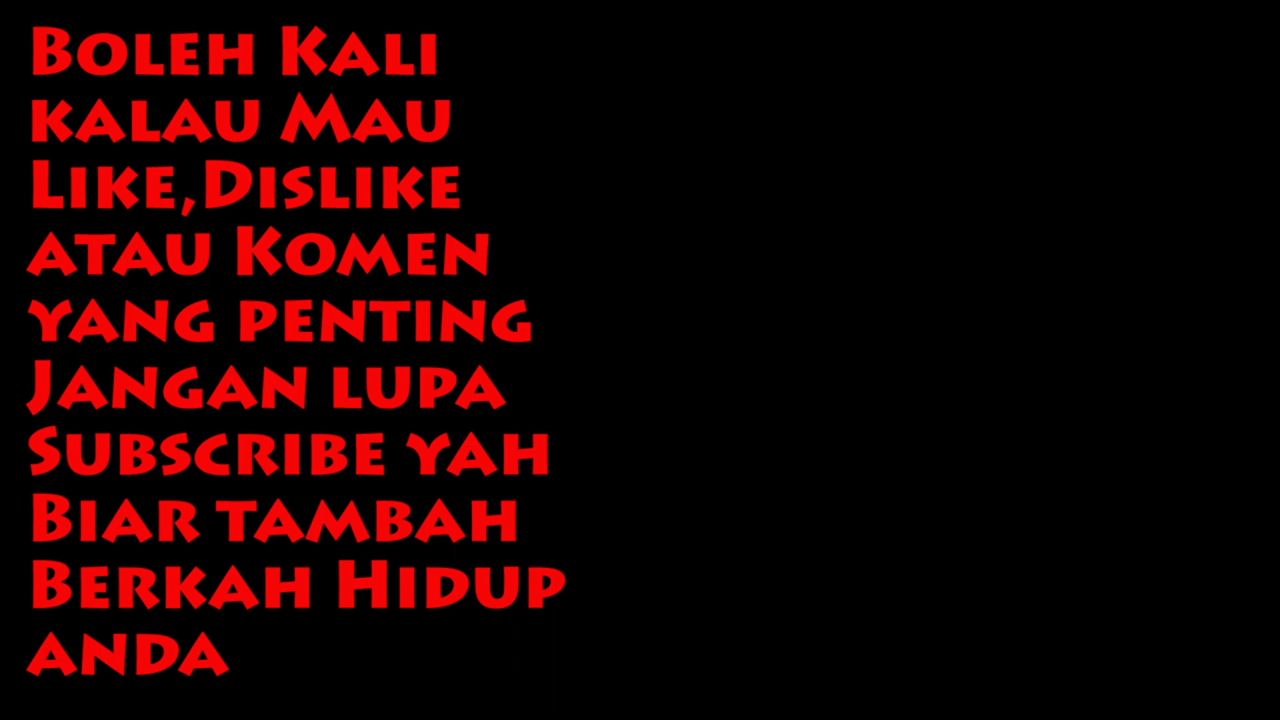 Boleh Kali
kalau Mau
Like,Dislike
atau Komen
yang penting
Jangan lupa
Subscribe yah
Biar tambah
Berkah Hidup
anda